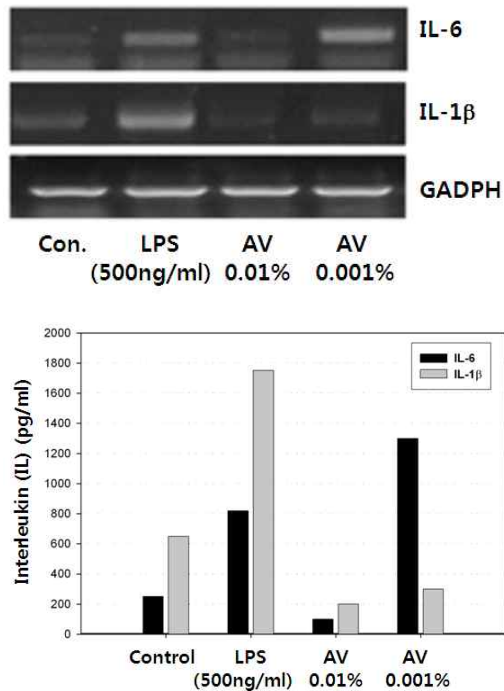 IL-6
IL-1β
GADPH
Con. LPS AV AV
(500ng/ml) 0.01% 0.001%
2000
1800
1600
1400
1200
1000
800
600
400
200
0
Interleukin (IL) (pg/ml)
IL-6
IL-1β
Control LPS AV AV
(500ng/ml) 0.01% 0.001%